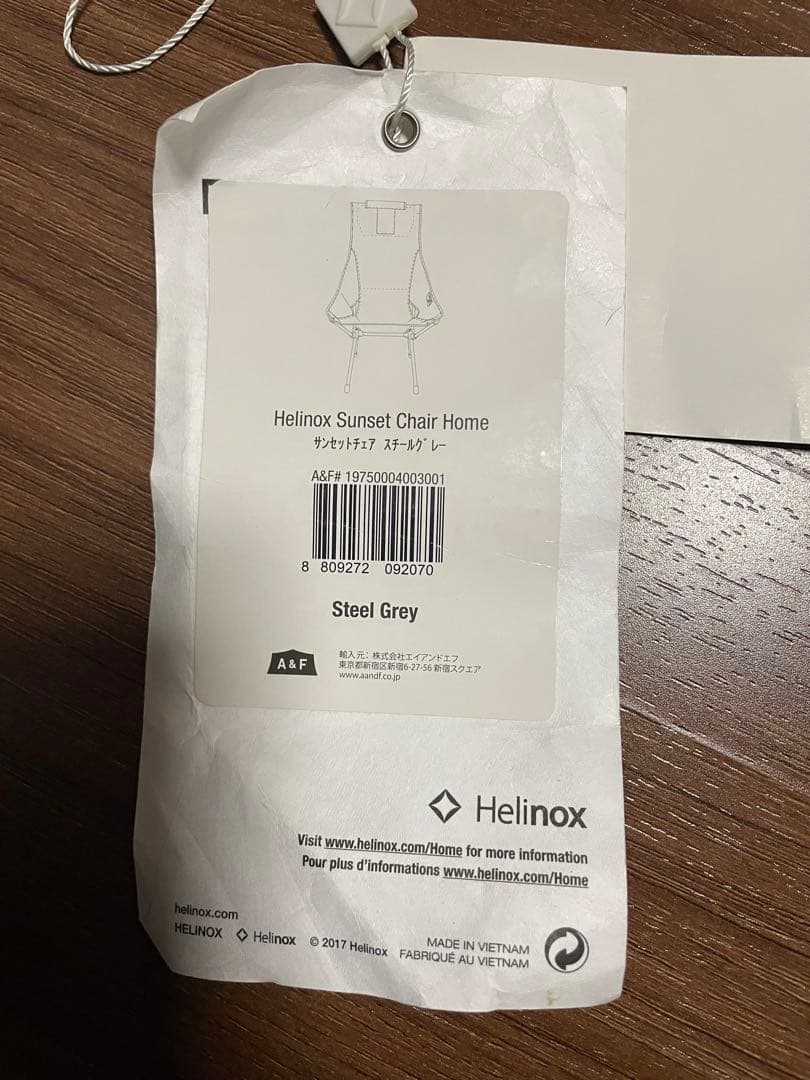 Helinox Sunset Chair Home
ｻﾝｾｯﾄﾁｪｱ ｽﾁｰﾙｸﾞﾚｰ
A&F# 19750004003001
8 809272 092070
Steel Grey
A & F
輸入元：株式会社エイアンドエフ
東京都新宿区新宿6-27-56 新宿スクエア
www.aandf.co.jp
Helinox
Visit www.helinox.com/Home for more information
Pour plus d'informations www.helinox.com/Home
helinox.com
HELINOX Helinox © 2017 Helinox
MADE IN VIETNAM
FABRIQUÉ AU VIETNAM